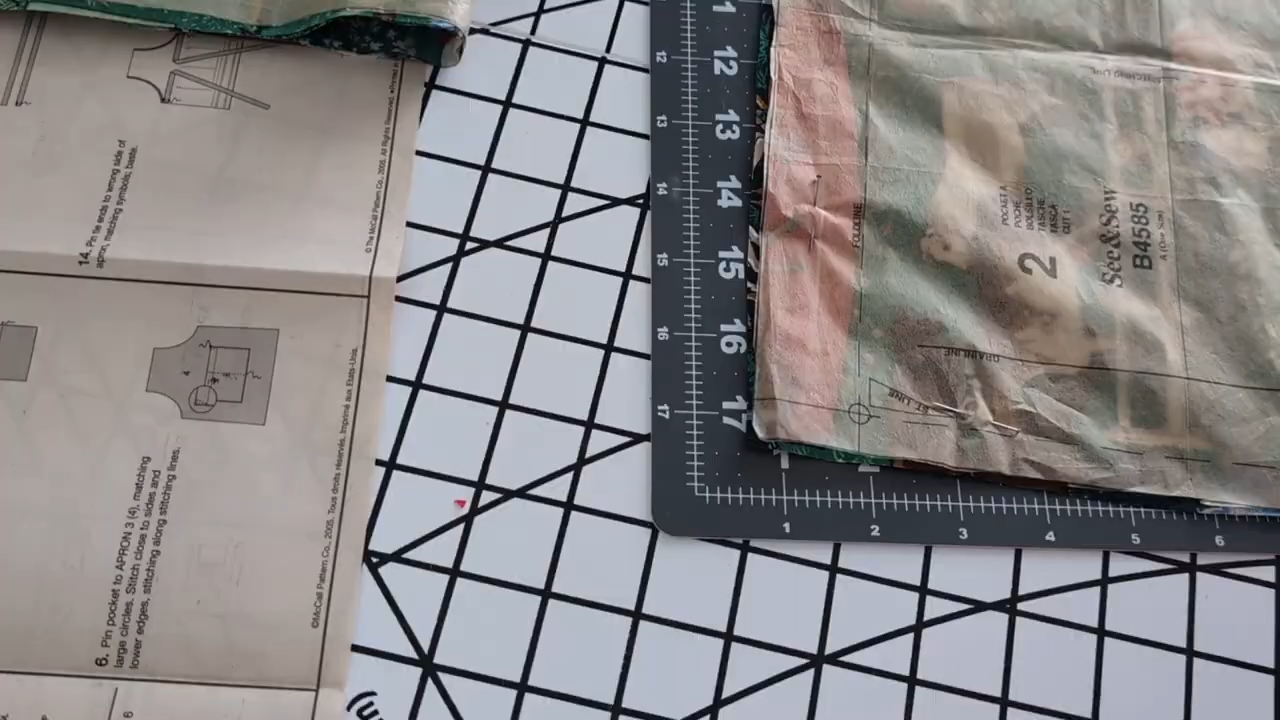 14. Pin tie ends to wrong side of
apron, matching symbols; baste.
© The McCall Pattern Co., 2005, All Rights Reserved.
6. Pin pocket to APRON 3 (4), matching
large circles. Stitch close to sides and
lower edges, stitching along stitching lines.
©McCall Pattern Co., 2005, Tous droits réservés, Imprimé aux Etats-Unis.
6
11
12
13
14
15
16
17
12
13
14
15
16
17
1
2
3
4
5
6
FOLDLINE
POCKET A
POCHE
BOLSILLO
TASCHE
TASCA
CUT 1
2
See&Sew
B4585
A (One Size)
GRAINLINE